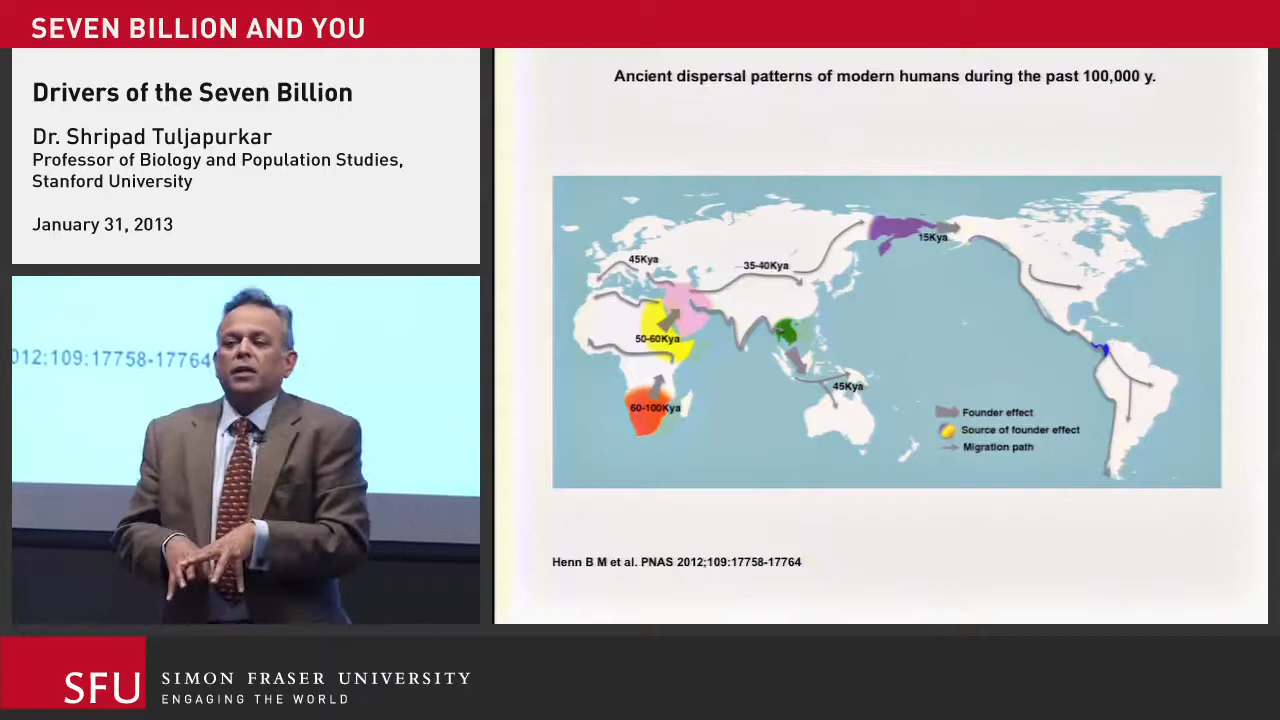 SEVEN BILLION AND YOU
Drivers of the Seven Billion
Dr. Shripad Tuljapurkar
Professor of Biology and Population Studies,
Stanford University
January 31, 2013
012;109:17758-17764
Ancient dispersal patterns of modern humans during the past 100,000 y.
45Kya
35-40Kya
15Kya
50-60Kya
60-100Kya
45Kya
Founder effect
Source of founder effect
Migration path
Henn B M et al. PNAS 2012;109:17758-17764
SFU
SIMON FRASER UNIVERSITY
ENGAGING THE WORLD